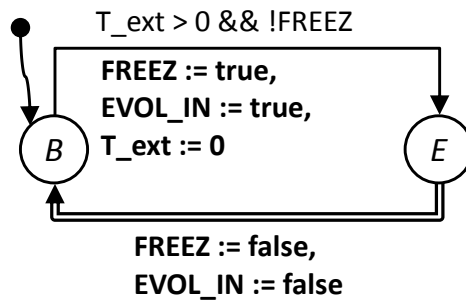 T_ext > 0 && !FREEZ
FREEZ := true,
EVOL_IN := true,
T_ext := 0
B
E
FREEZ := false,
EVOL_IN := false